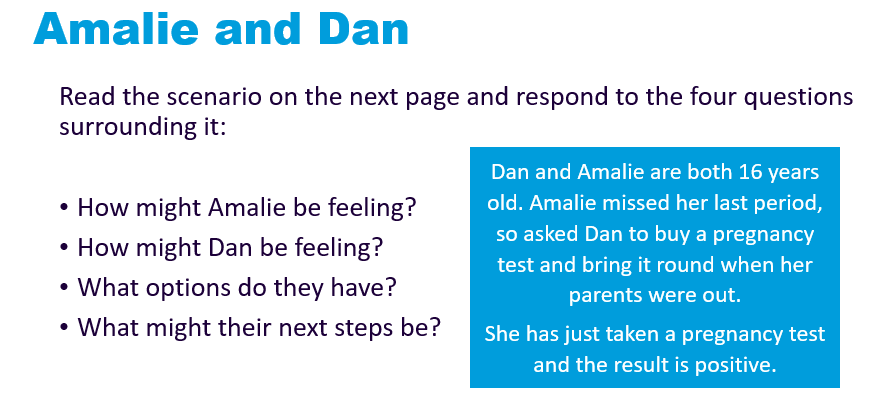 Amalie and Dan
Read the scenario on the next page and respond to the four questions
surrounding it:
• How might Amalie be feeling?
• How might Dan be feeling?
• What options do they have?
• What might their next steps be?
Dan and Amalie are both 16 years
old. Amalie missed her last period,
so asked Dan to buy a pregnancy
test and bring it round when her
parents were out.
She has just taken a pregnancy test
and the result is positive.